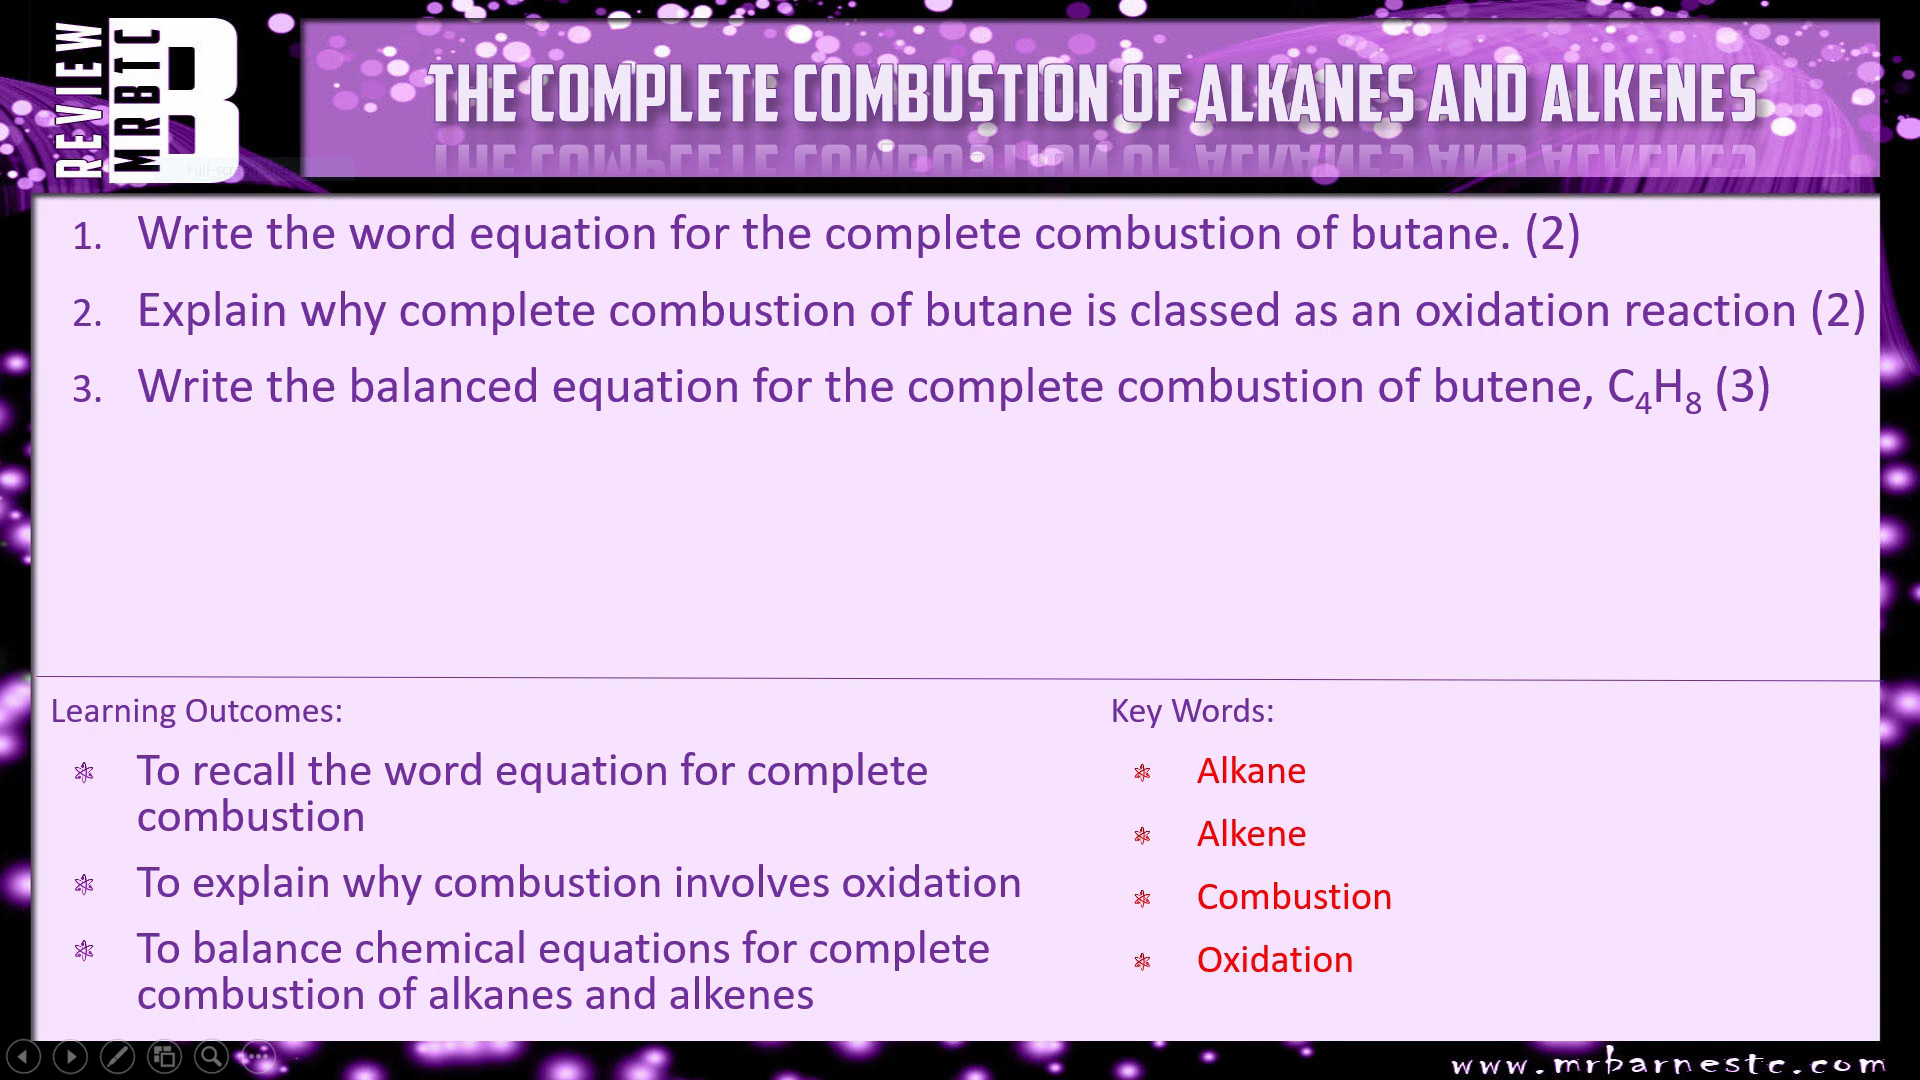 REVIEW
MRBTC
B
THE COMPLETE COMBUSTION OF ALKANES AND ALKENES
1. Write the word equation for the complete combustion of butane. (2)
2. Explain why complete combustion of butane is classed as an oxidation reaction (2)
3. Write the balanced equation for the complete combustion of butene, C₄H₈ (3)
Learning Outcomes:
To recall the word equation for complete
combustion
To explain why combustion involves oxidation
To balance chemical equations for complete
combustion of alkanes and alkenes
Key Words:
Alkane
Alkene
Combustion
Oxidation
www.mrbarnestc.com